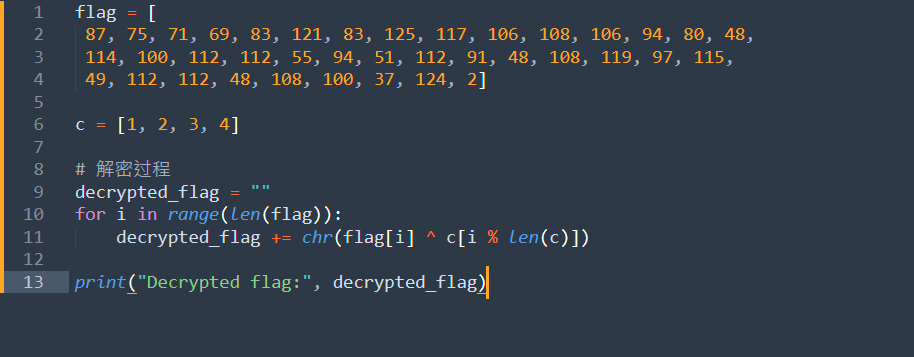 1 flag = [
2 87, 75, 71, 69, 83, 121, 83, 125, 117, 106, 108, 106, 94, 80, 48,
3 114, 100, 112, 112, 55, 94, 51, 112, 91, 48, 108, 119, 97, 115,
4 49, 112, 112, 48, 108, 100, 37, 124, 2]
5
6 c = [1, 2, 3, 4]
7
8 # 解密过程
9 decrypted_flag = ""
10 for i in range(len(flag)):
11 decrypted_flag += chr(flag[i] ^ c[i % len(c)])
12
13 print("Decrypted flag:", decrypted_flag)